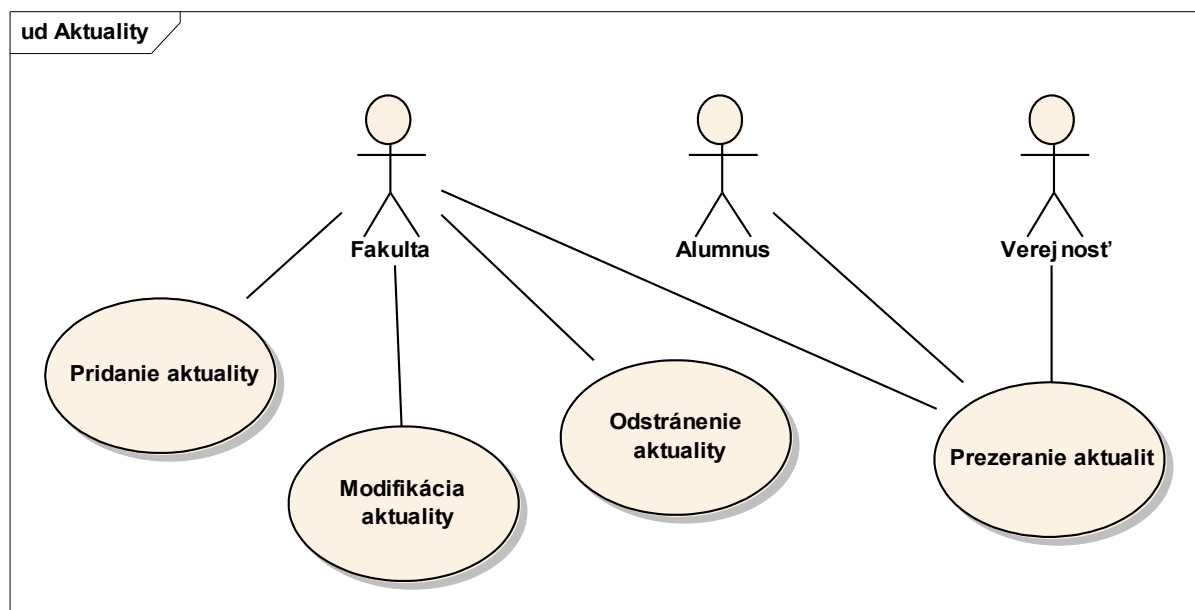 ud Aktuality
Fakulta
Alumnus
Verejnosť
Pridanie aktuality
Odstránenie
aktuality
Modifikácia
aktuality
Prezeranie aktualit